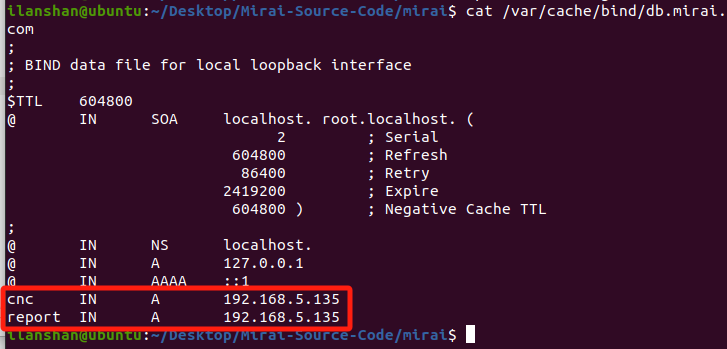 ilanshan@ubuntu:~/Desktop/Mirai-Source-Code/mirai$ cat /var/cache/bind/db.mirai.
com
;
; BIND data file for local loopback interface
;
$TTL    604800
@       IN      SOA     localhost. root.localhost. (
                              2         ; Serial
                         604800         ; Refresh
                          86400         ; Retry
                        2419200         ; Expire
                         604800 )       ; Negative Cache TTL
;
@       IN      NS      localhost.
@       IN      A       127.0.0.1
@       IN      AAAA    ::1
cnc     IN      A       192.168.5.135
report  IN      A       192.168.5.135
ilanshan@ubuntu:~/Desktop/Mirai-Source-Code/mirai$